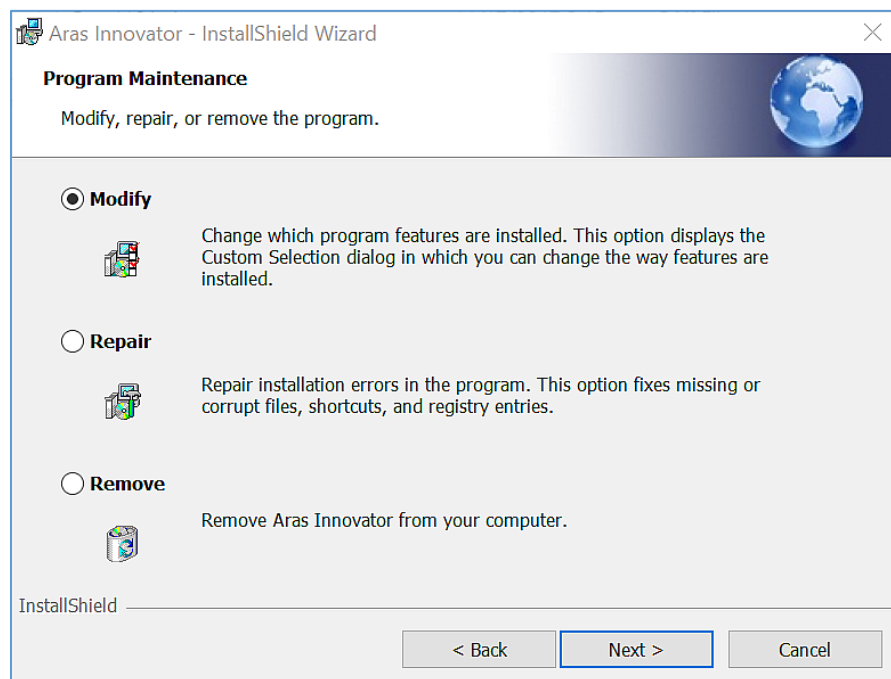 Aras Innovator - InstallShield Wizard
Program Maintenance
Modify, repair, or remove the program.
Modify
Change which program features are installed. This option displays the
Custom Selection dialog in which you can change the way features are
installed.
Repair
Repair installation errors in the program. This option fixes missing or
corrupt files, shortcuts, and registry entries.
Remove
Remove Aras Innovator from your computer.
InstallShield
< Back
Next >
Cancel